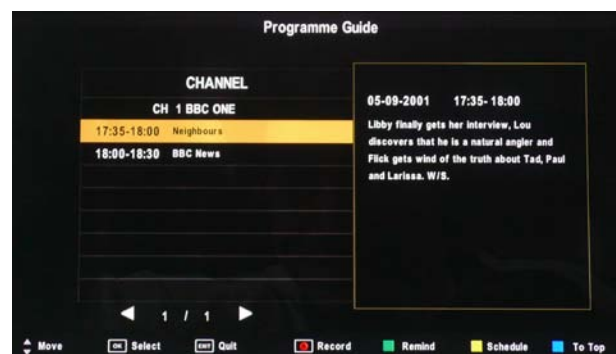 Programme Guide
CHANNEL
CH 1 BBC ONE
17:35-18:00 Neighbours
18:00-18:30 BBC News
1 / 1
05-09-2001 17:35-18:00
Libby finally gets her interview, Lou
discovers that he is a natural angler and
Flick gets wind of the truth about Tad, Paul
and Larissa. W/S.
Move OK Select EXIT Quit Record Remind Schedule To Top